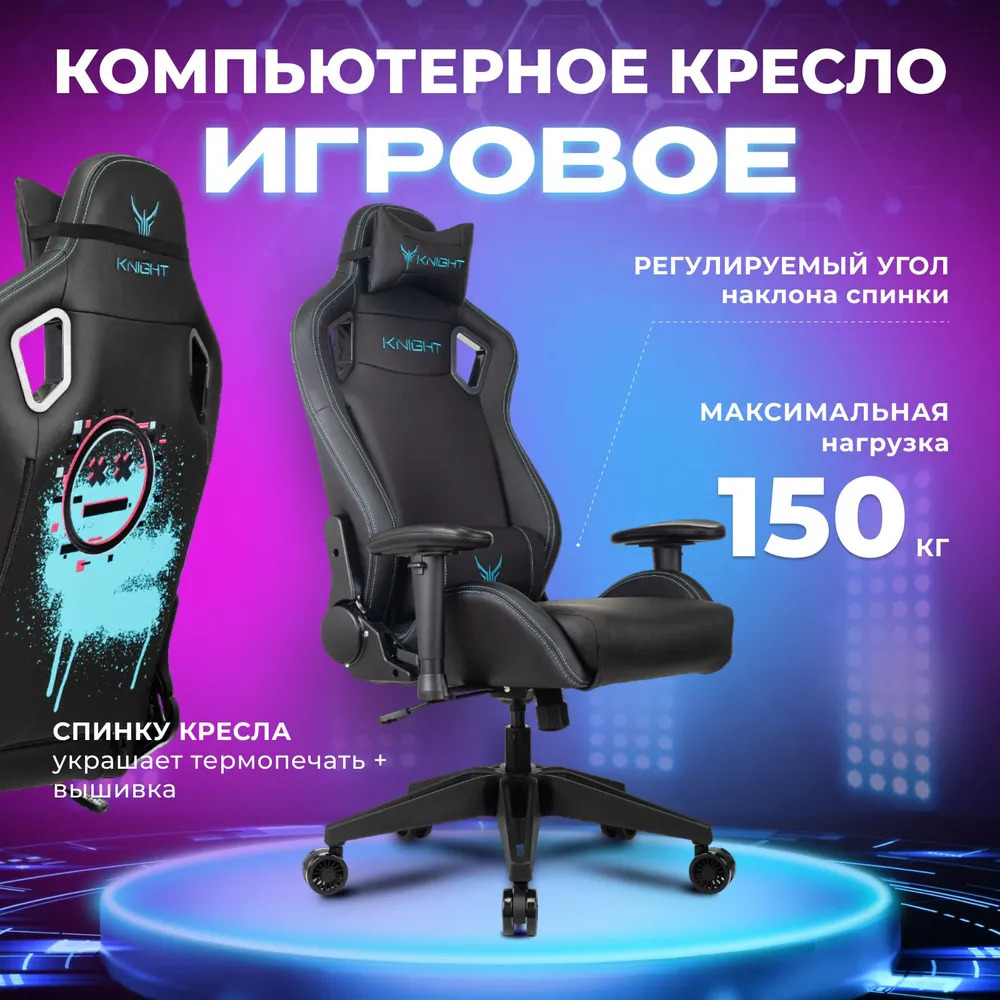 КОМПЬЮТЕРНОЕ КРЕСЛО
ИГРОВОЕ
KNIGHT
KNIGHT
KNIGHT
РЕГУЛИРУЕМЫЙ УГОЛ
наклона спинки
МАКСИМАЛЬНАЯ
нагрузка
150 кг
СПИНКУ КРЕСЛА
украшает термопечать +
вышивка